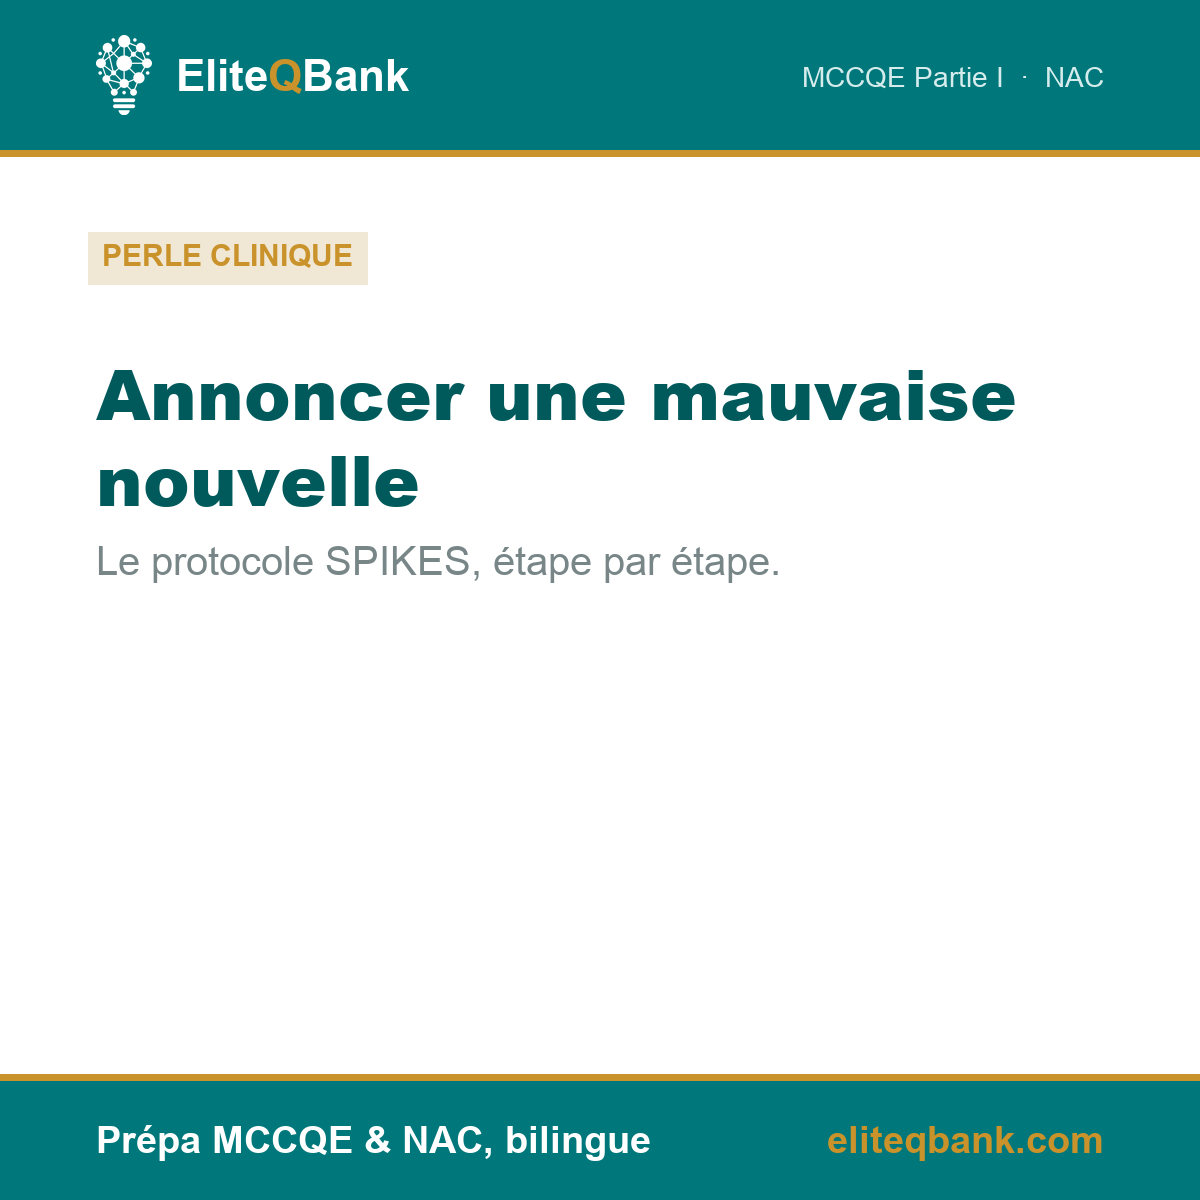 EliteQBank
MCCQE Partie I · NAC
PERLE CLINIQUE
Annoncer une mauvaise
nouvelle
Le protocole SPIKES, étape par étape.
Prépa MCCQE & NAC, bilingue
eliteqbank.com